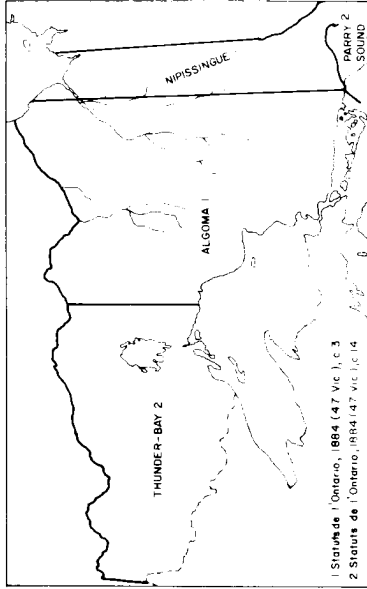 NIPISSINGUE
PARRY 2
SOUND
ALGOMA 1
THUNDER-BAY 2
1 Statuts de l'Ontario, 1884 (47 Vic ), c 3
2 Statuts de l'Ontario, 1884 (47 Vic ), c 14